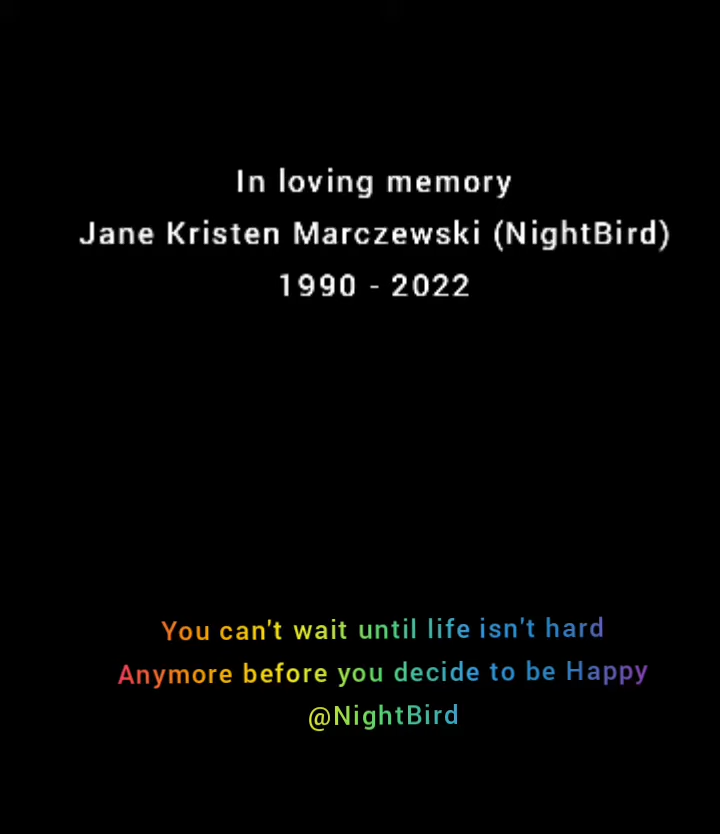 In loving memory
Jane Kristen Marczewski (NightBird)
1990 - 2022
You can't wait until life isn't hard
Anymore before you decide to be Happy
@NightBird